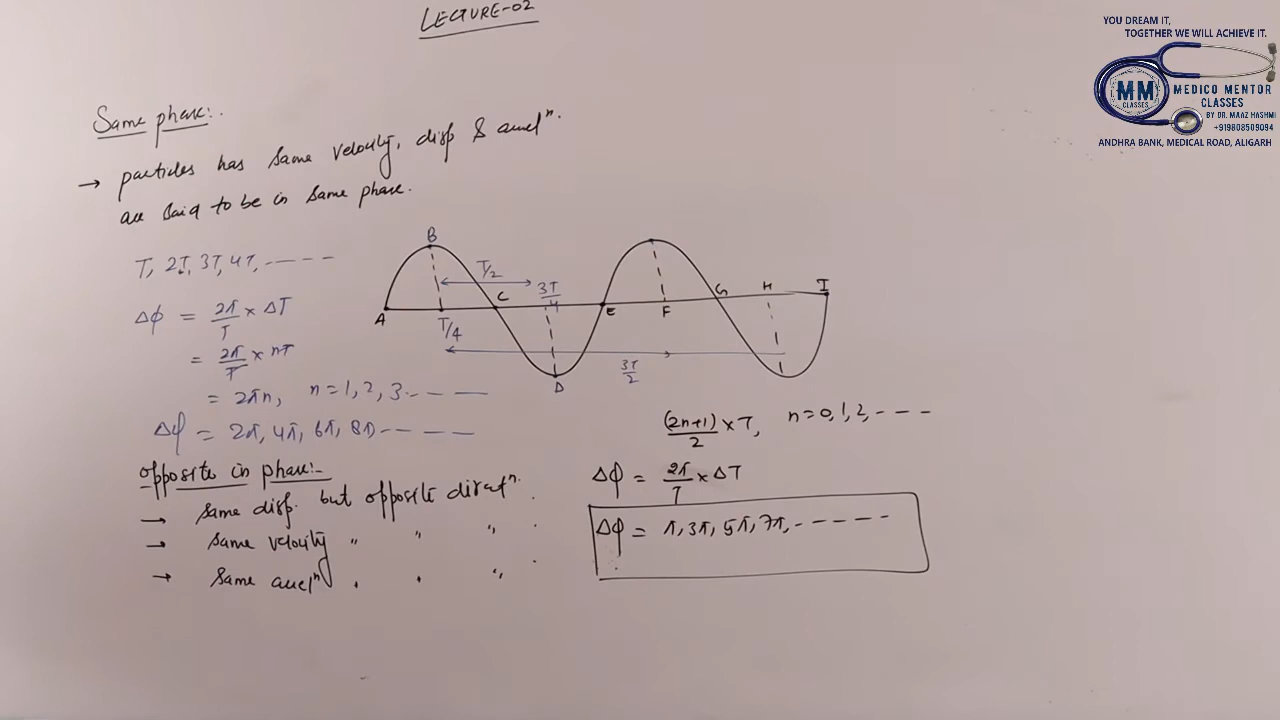 LECTURE-02
YOU DREAM IT,
TOGETHER WE WILL ACHIEVE IT.
MM
CLASSES
MEDICO MENTOR
CLASSES
BY DR. MAAZ HASHMI
+919808509094
ANDHRA BANK, MEDICAL ROAD, ALIGARH
Same phase:-
→ particles has same velocity, disp & accelⁿ.
are said to be in same phase.
T, 2T, 3T, 4T, -----
Δφ = 2π/T × ΔT
= 2π/T × nT
= 2πn, n=1, 2, 3-----
Δφ = 2π, 4π, 6π, 8π-----
B
T/2
3T/4
A
C
E
F
G
H
I
T/4
D
3T/2
(2n+1)/2 × T, n=0, 1, 2, ---
Δφ = 2π/T × ΔT
Δφ = π, 3π, 5π, 7π, -----
opposite in phase:-
→ same disp. but opposite directⁿ.
→ same velocity " " " .
→ same accelⁿ " " " .